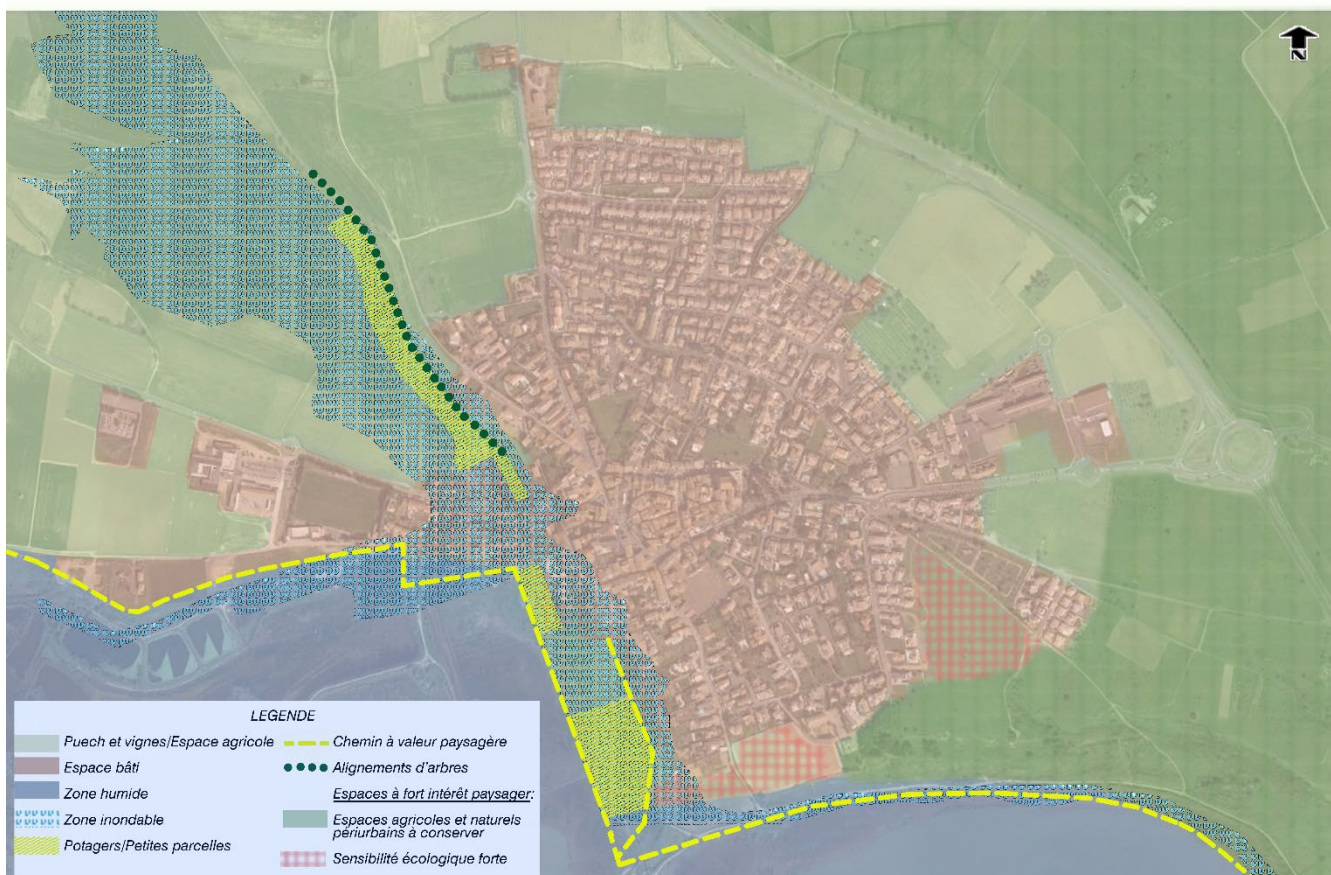 N
LEGENDE
Puech et vignes/Espace agricole
Espace bâti
Zone humide
Zone inondable
Potagers/Petites parcelles
Chemin à valeur paysagère
Alignements d'arbres
Espaces à fort intérêt paysager:
Espaces agricoles et naturels
périurbains à conserver
Sensibilité écologique forte